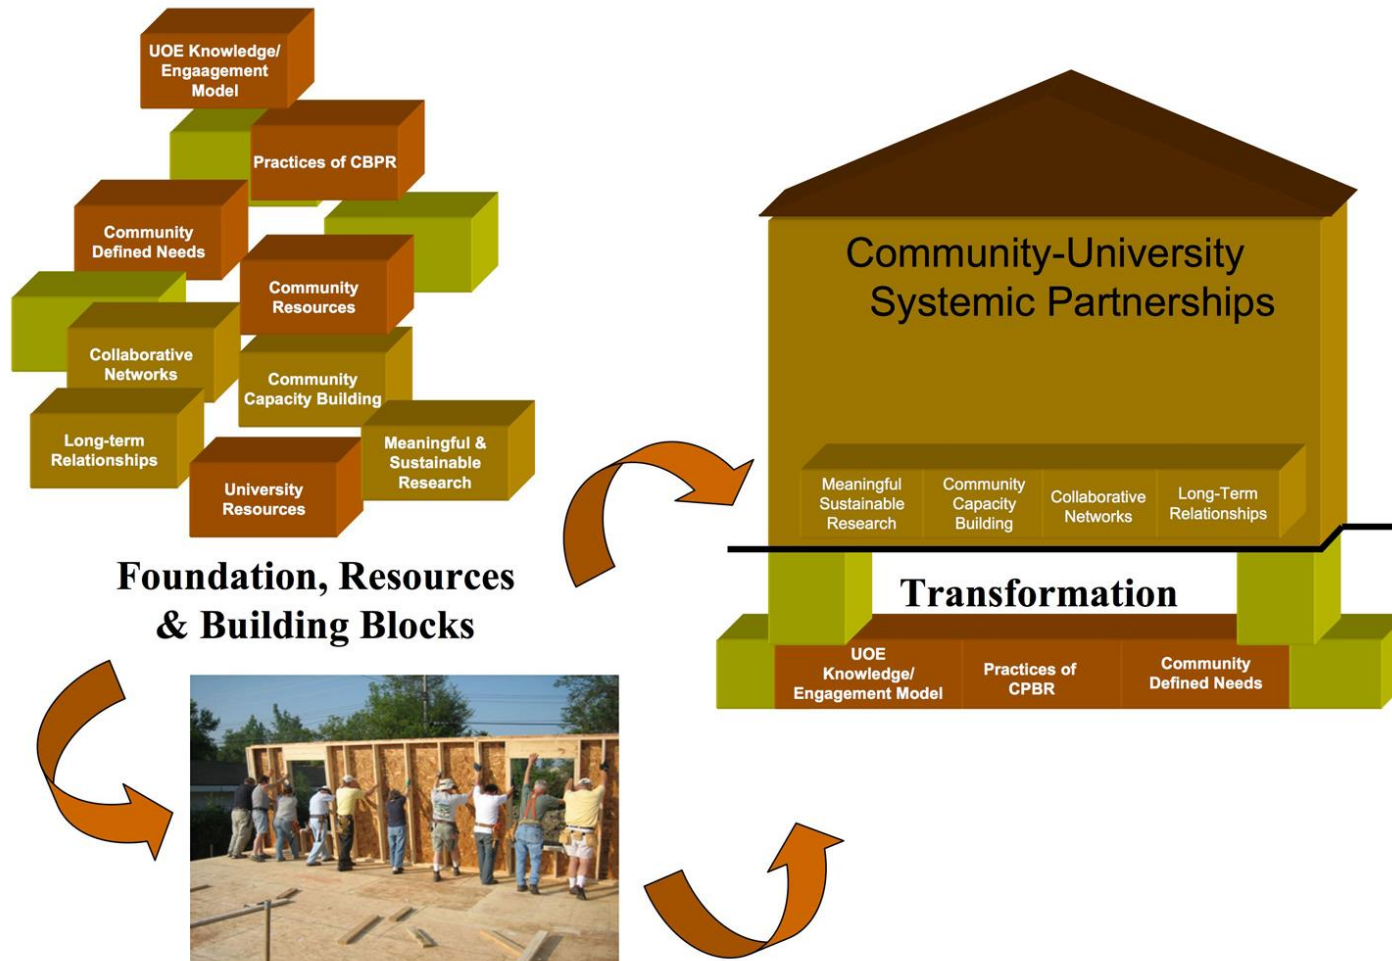 UOE Knowledge/
Engaagement
Model
Practices of CBPR
Community
Defined Needs
Community
Resources
Collaborative
Networks
Community
Capacity Building
Long-term
Relationships
Meaningful &
Sustainable
Research
University
Resources
Foundation, Resources
& Building Blocks
Community-University
Systemic Partnerships
Meaningful
Sustainable
Research
Community
Capacity
Building
Collaborative
Networks
Long-Term
Relationships
Transformation
UOE
Knowledge/
Engagement Model
Practices of
CPBR
Community
Defined Needs